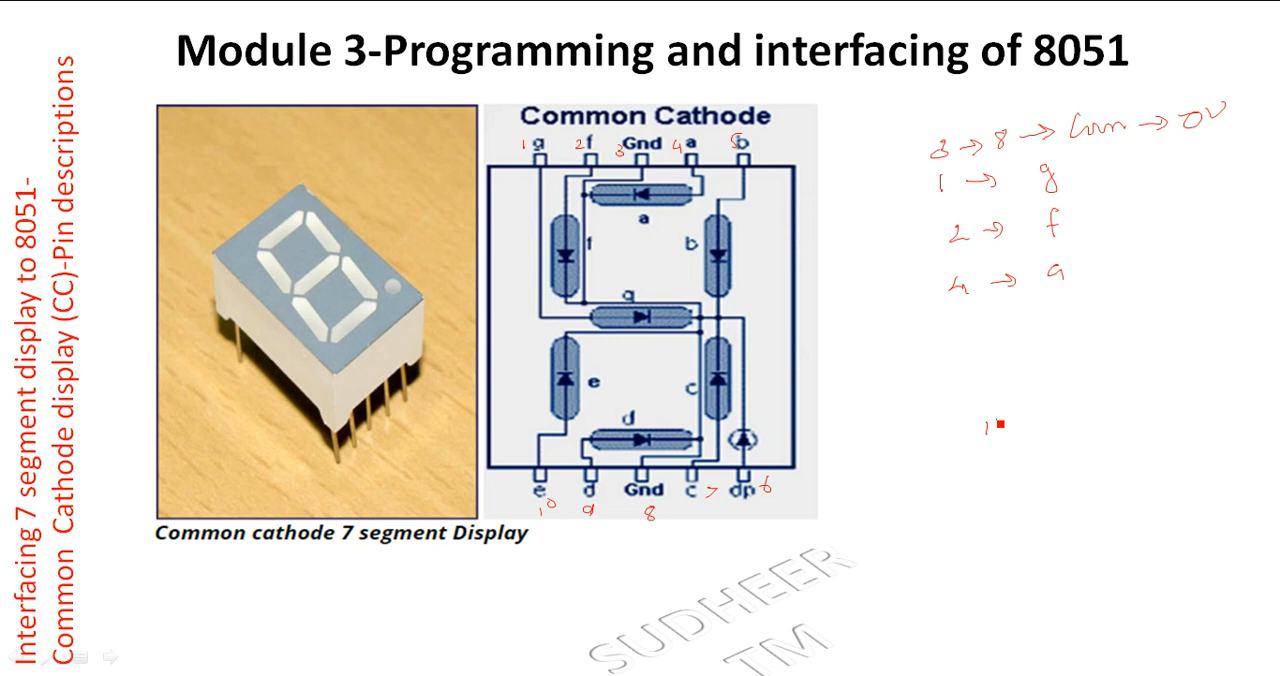 Module 3-Programming and interfacing of 8051
Interfacing 7 segment display to 8051-
Common Cathode display (CC)-Pin descriptions
Common Cathode
1 g 2 f 3 Gnd 4 a 5 b
a
f b
g
e c
d
e d Gnd c 7 dp 6
10 9 8
Common cathode 7 segment Display
3 → 8 → Com → 0V
1 → g
2 → f
4 → a
1
SUDHEER
TM